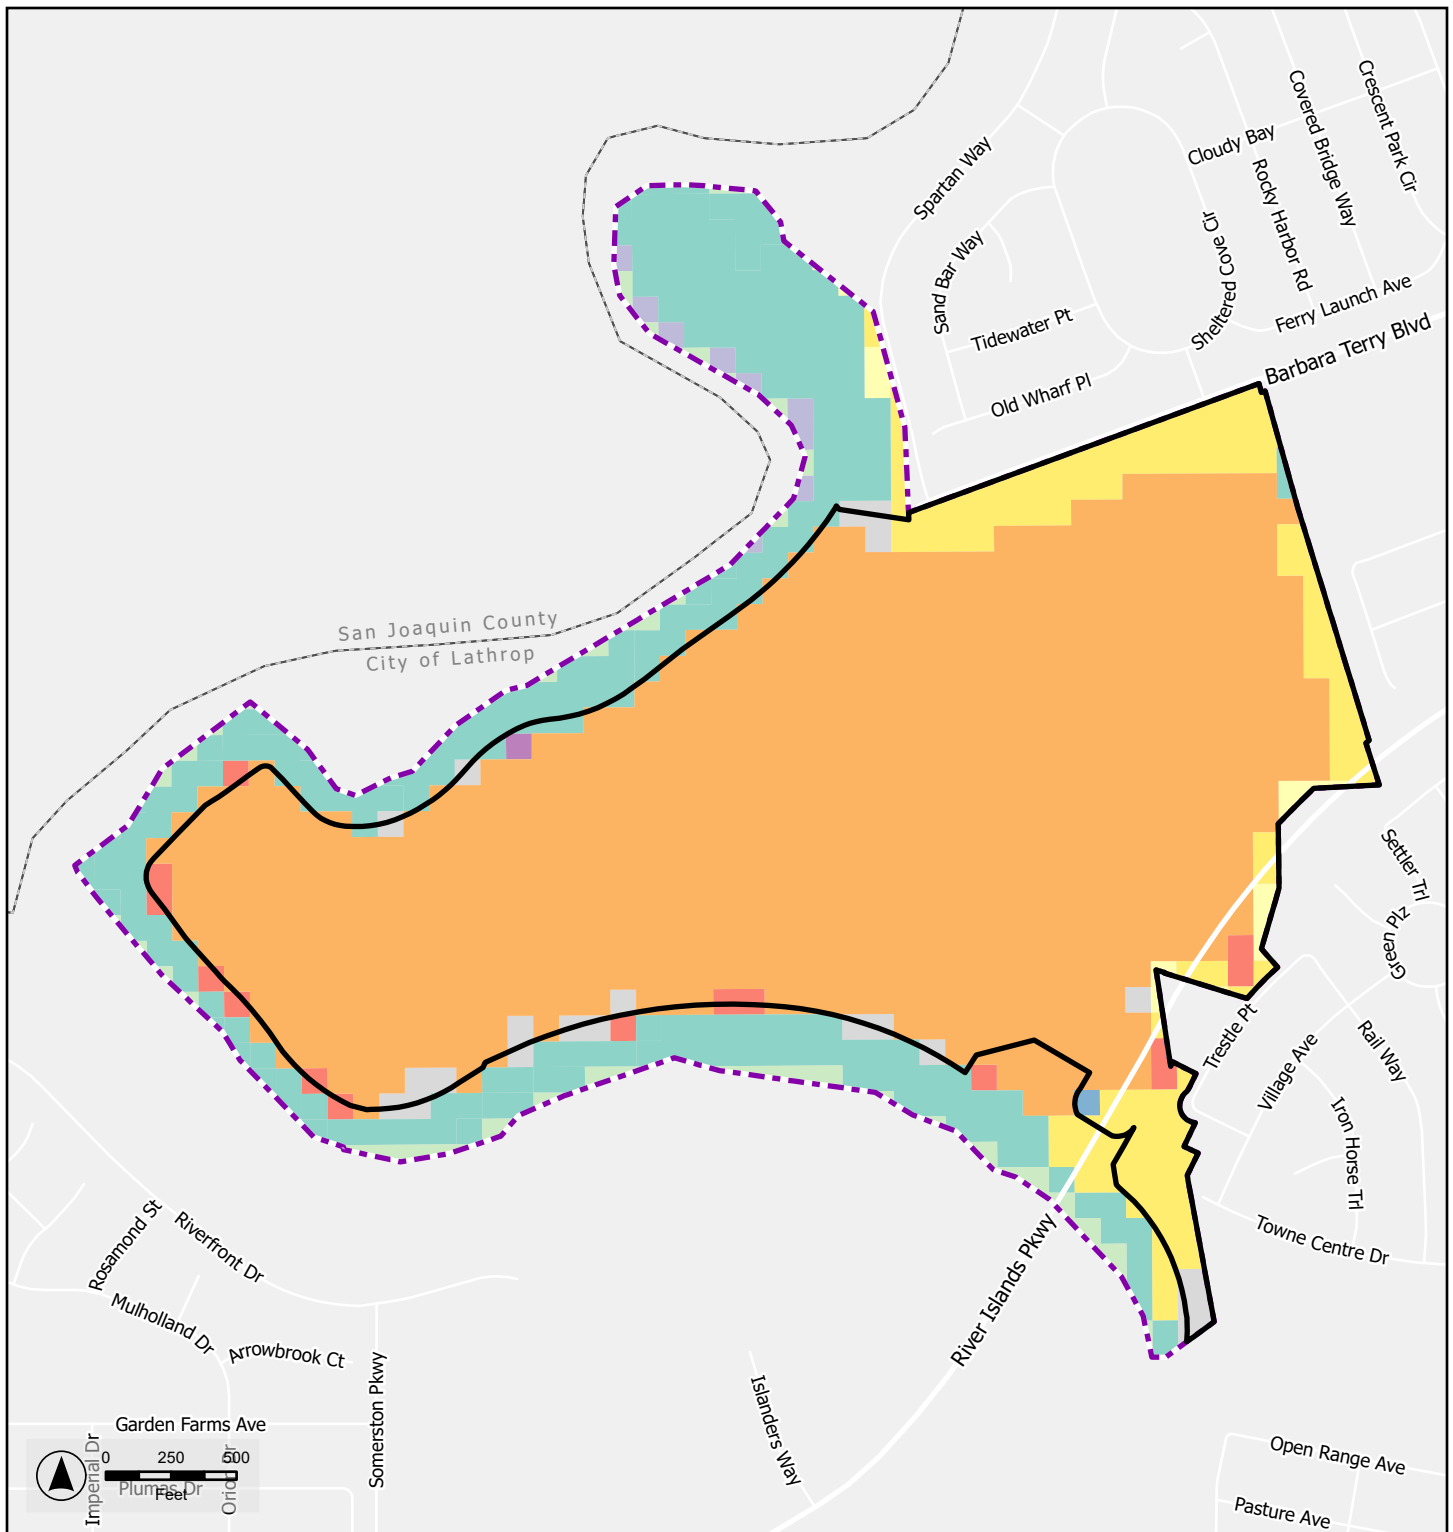 Crescent Park Cir
Covered Bridge Way
Cloudy Bay
Rocky Harbor Rd
Spartan Way
Sheltered Cove Cir
Sand Bar Way
Ferry Launch Ave
Tidewater Pt
Barbara Terry Blvd
Old Wharf Pl
San Joaquin County
City of Lathrop
Settler Trl
Green Plz
Trestle Pt
Rail Way
Village Ave
Iron Horse Trl
Towne Centre Dr
Rosamond St
Riverfront Dr
River Islands Pkwy
Mulholland Dr
Arrowbrook Ct
Somerston Pkwy
Islanders Way
Garden Farms Ave
Open Range Ave
Pasture Ave
Imperial Dr
0 250 500
Plumas Dr
Feet